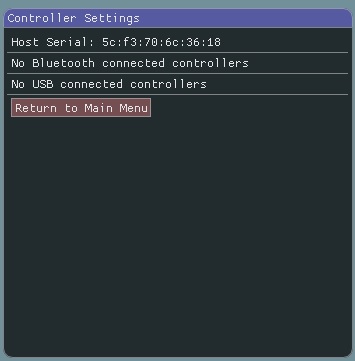 Controller Settings
Host Serial: 5c:f3:70:6c:36:18
No Bluetooth connected controllers
No USB connected controllers
Return to Main Menu